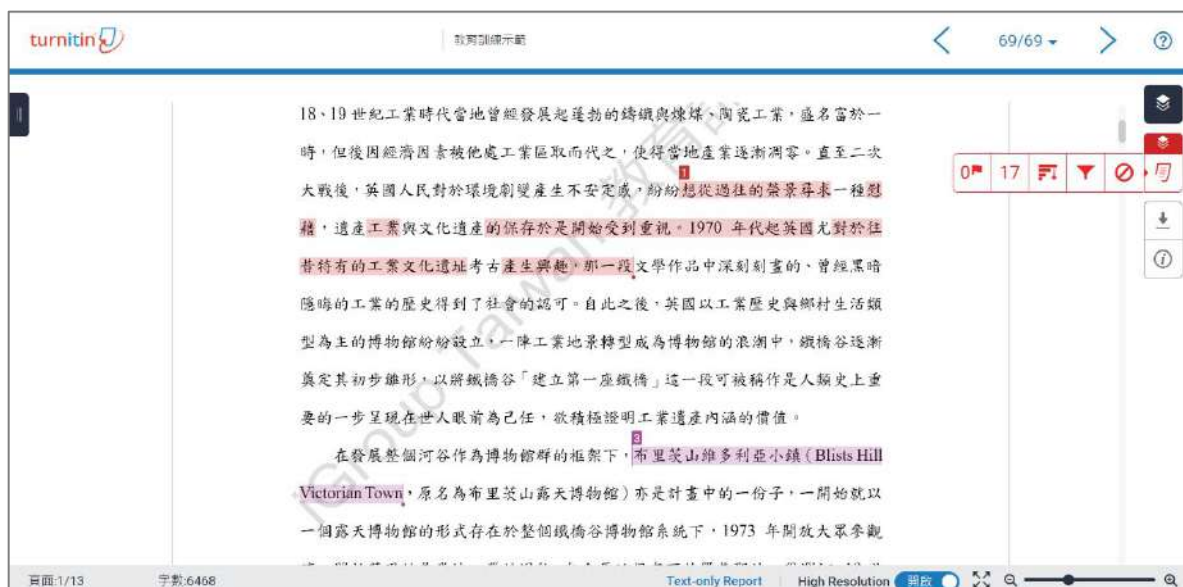 turnitin
教育訓練示範
69/69
18、19 世紀工業時代當地曾經發展起蓬勃的鑄鐵與煉煤、陶瓷工業,盛名富於一
時,但後因經濟因素被他處工業區取而代之,使得當地產業逐漸凋零。直至二次
0
17
1
大戰後,英國人民對於環境劇變產生不安定感,紛紛想從過往的榮景尋求一種慰
藉,遺產工業與文化遺產的保存於是開始受到重視。1970 年代起英國尤對於往
昔特有的工業文化遺址考古產生興趣,那一段文學作品中深刻刻畫的、曾經黑暗
隱晦的工業的歷史得到了社會的認可。自此之後,英國以工業歷史與鄉村生活類
型為主的博物館紛紛設立,一陣工業地景轉型成為博物館的浪潮中,鐵橋谷逐漸
奠定其初步雛形,以將鐵橋谷「建立第一座鐵橋」這一段可被稱作是人類史上重
要的一步呈現在世人眼前為己任,欲積極證明工業遺產內涵的價值。
3
在發展整個河谷作為博物館群的框架下,布里茨山維多利亞小鎮(Blists Hill
Victorian Town,原名為布里茨山露天博物館)亦是計畫中的一份子,一開始就以
一個露天博物館的形式存在於整個鐵橋谷博物館系統下,1973 年開放大眾參觀
iGroup Taiwan教育訓
頁面:1/13
字數:6468
Text-only Report
High Resolution
開啟